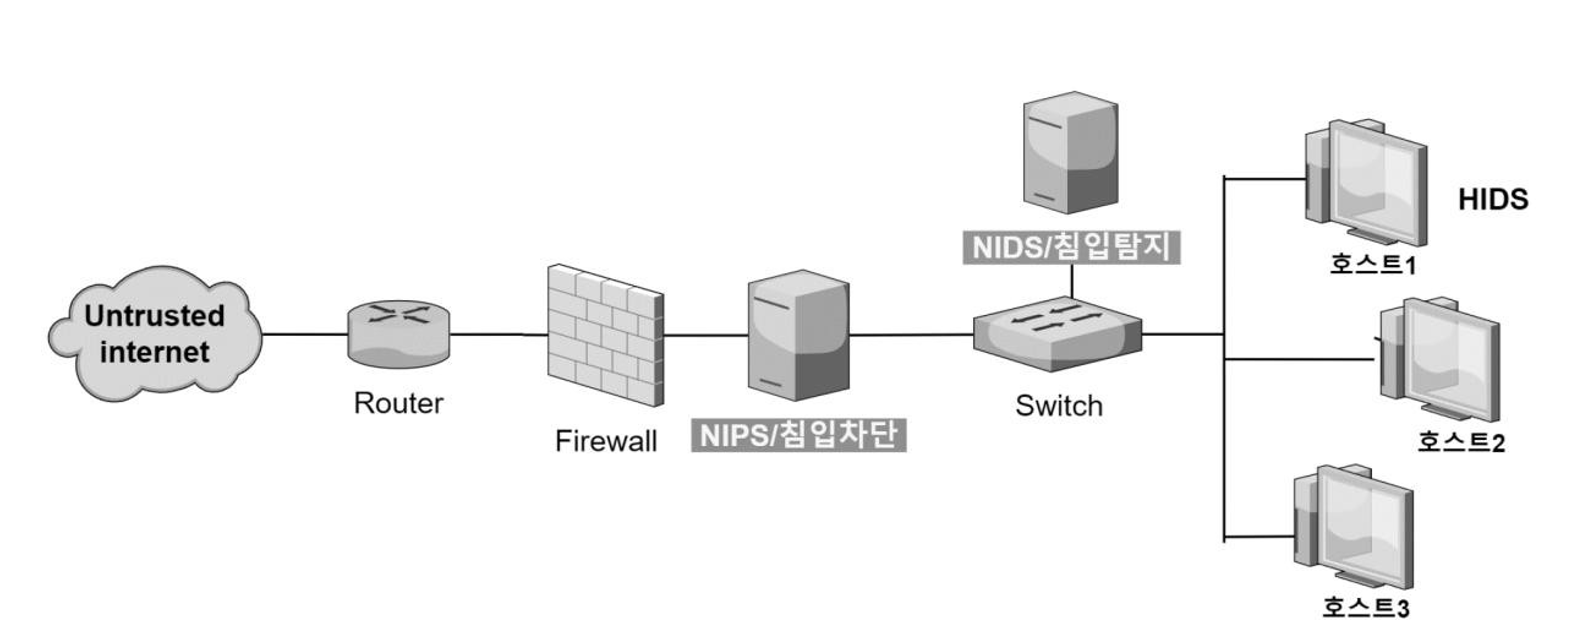 Untrusted
internet
Router
Firewall
NIPS/침입차단
NIDS/침입탐지
Switch
HIDS
호스트1
호스트2
호스트3